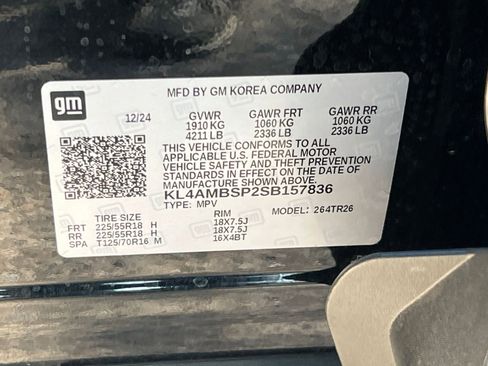 MFD BY GM KOREA COMPANY
gm
12/24 GVWR GAWR FRT GAWR RR
1910 KG 1060 KG 1060 KG
4211 LB 2336 LB 2336 LB
THIS VEHICLE CONFORMS TO ALL
APPLICABLE U.S. FEDERAL MOTOR
VEHICLE SAFETY AND THEFT PREVENTION
STANDARDS IN EFFECT ON THE
DATE OF MANUFACTURE SHOWN ABOVE.
KL4AMBSP2SB157836
TYPE: MPV MODEL: 264TR26
TIRE SIZE RIM
FRT 225/55R18 H 18X7.5J
RR 225/55R18 H 18X7.5J
SPA T125/70R16 M 16X4BT